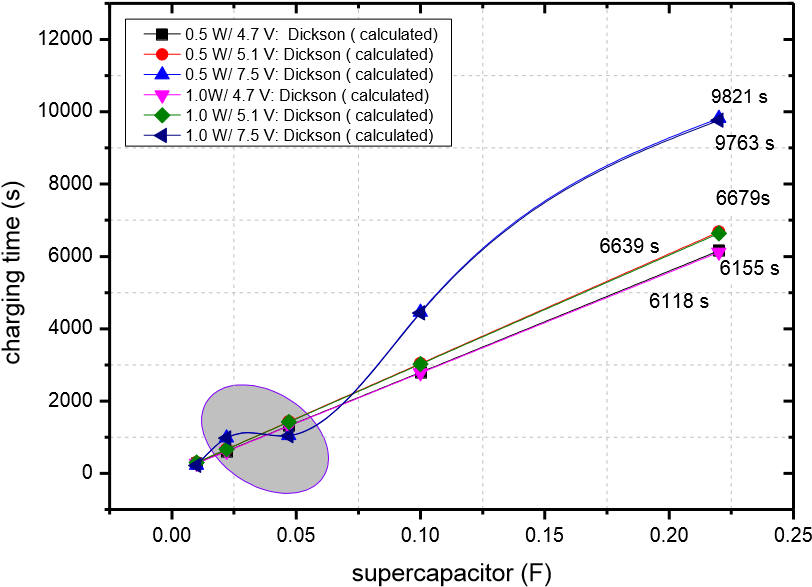 12000
10000
8000
6000
4000
2000
0
charging time (s)
0.5 W/ 4.7 V:  Dickson ( calculated)
0.5 W/ 5.1 V: Dickson ( calculated)
0.5 W/ 7.5 V: Dickson ( calculated)
1.0W/ 4.7 V: Dickson ( calculated)
1.0 W/ 5.1 V: Dickson ( calculated)
1.0 W/ 7.5 V: Dickson ( calculated)
9821 s
9763 s
6679s
6639 s
6155 s
6118 s
0.00 0.05 0.10 0.15 0.20 0.25
supercapacitor (F)